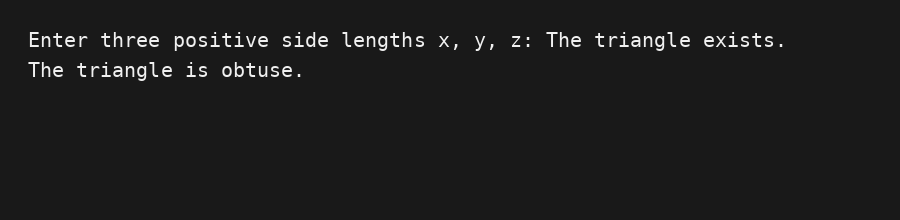 Enter three positive side lengths x, y, z: The triangle exists.
The triangle is obtuse.